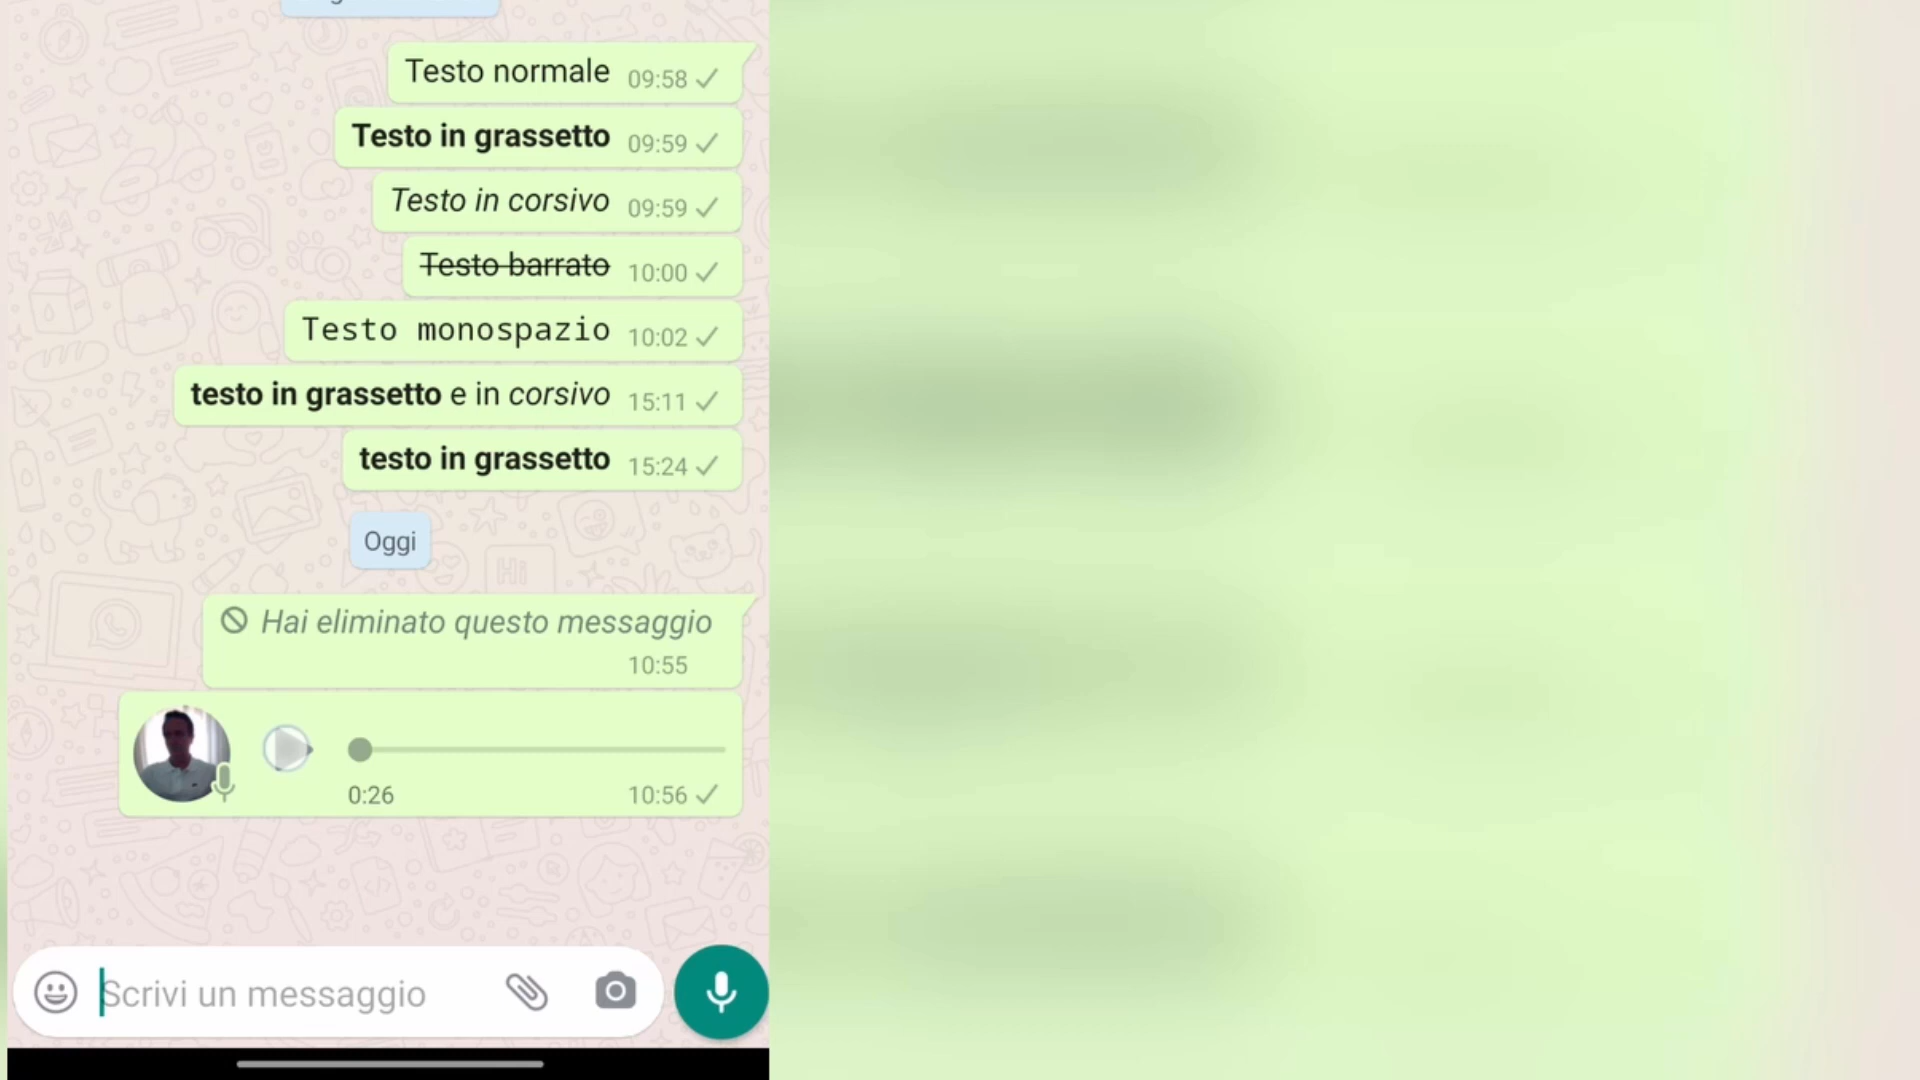 Testo normale 09:58
Testo in grassetto 09:59
Testo in corsivo 09:59
Testo barrato 10:00
Testo monospazio 10:02
testo in grassetto e in corsivo 15:11
testo in grassetto 15:24
Oggi
Hai eliminato questo messaggio
10:55
0:26 10:56
Scrivi un messaggio